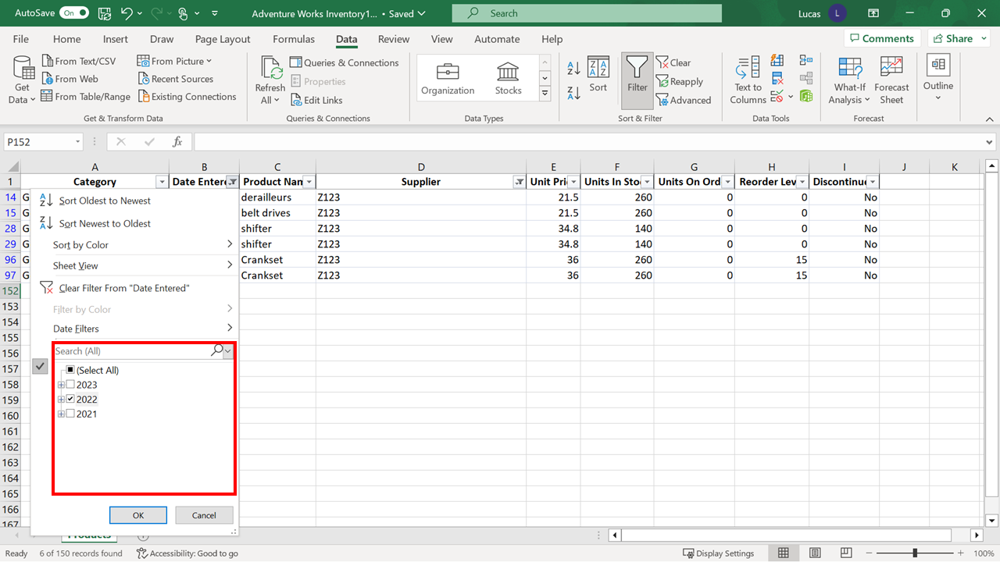 AutoSave On Adventure Works Inventory1... • Saved Search Lucas L
File Home Insert Draw Page Layout Formulas Data Review View Automate Help Comments Share
From Text/CSV From Picture Queries & Connections Clear
From Web Recent Sources Properties Reapply
From Table/Range Existing Connections Edit Links Advanced
Get Data Refresh All Organization Stocks Sort Filter Text to Columns What-If Analysis Forecast Sheet Outline
Get & Transform Data Queries & Connections Data Types Sort & Filter Data Tools Forecast
P152 fx
A B C D E F G H I J K
1 Category Date Entere Product Nan Supplier Unit Pri Units In Sto Units On Ord Reorder Lev Discontinue
14 G derailleurs Z123 21.5 260 0 0 No
15 G belt drives Z123 21.5 260 0 0 No
28 G shifter Z123 34.8 140 0 0 No
29 G shifter Z123 34.8 140 0 0 No
96 G Crankset Z123 36 260 0 15 No
97 G Crankset Z123 36 260 0 15 No
152
153
154
155
156
157
158
159
160
161
162
163
164
165
166
167
Sort Oldest to Newest
Sort Newest to Oldest
Sort by Color
Sheet View
Clear Filter From "Date Entered"
Filter by Color
Date Filters
Search (All)
(Select All)
2023
2022
2021
OK Cancel
Products
Ready 6 of 150 records found Accessibility: Good to go Display Settings 100%